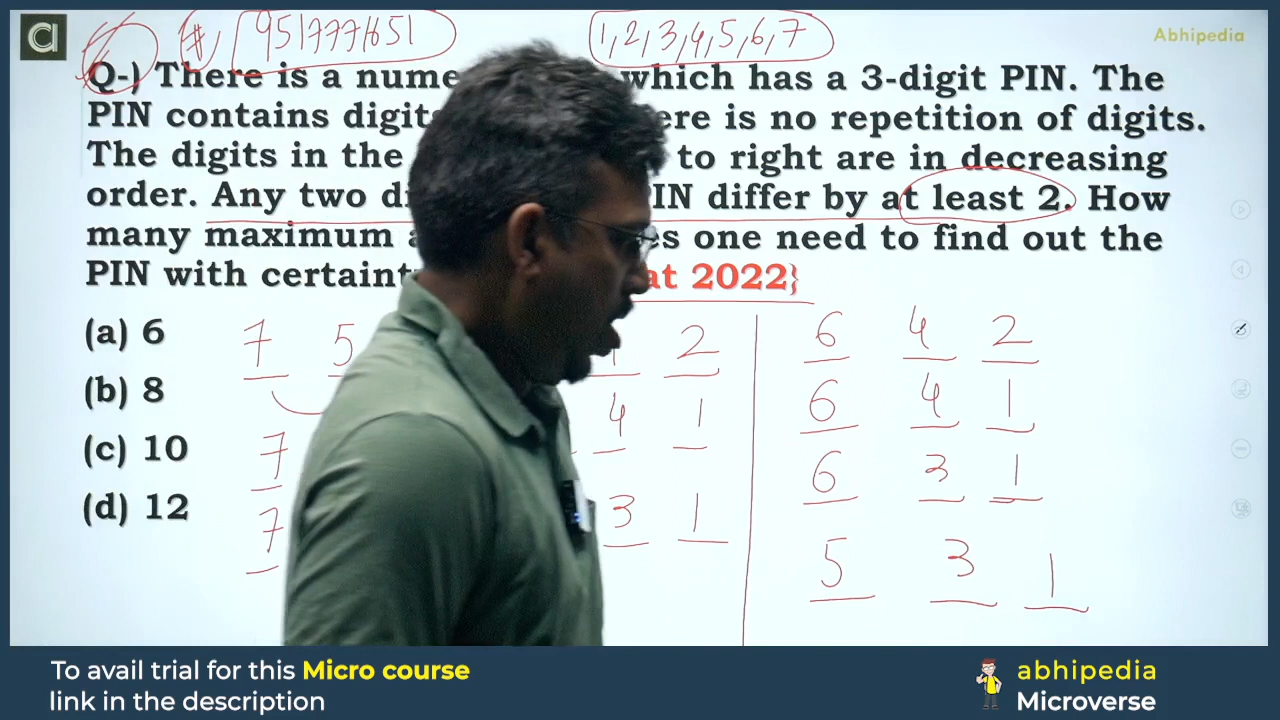 951777651
1,2,3,4,5,6,7
Abhipedia
Q-) There is a nume which has a 3-digit PIN. The
PIN contains digit ere is no repetition of digits.
The digits in the to right are in decreasing
order. Any two di IN differ by at least 2. How
many maximum a es one need to find out the
PIN with certaint at 2022}
(a) 6
(b) 8
(c) 10
(d) 12
7 5 2
4 1
7
7 3 1
6 4 2
6 4 1
6 3 1
5 3 1
To avail trial for this Micro course
link in the description
abhipedia
Microverse